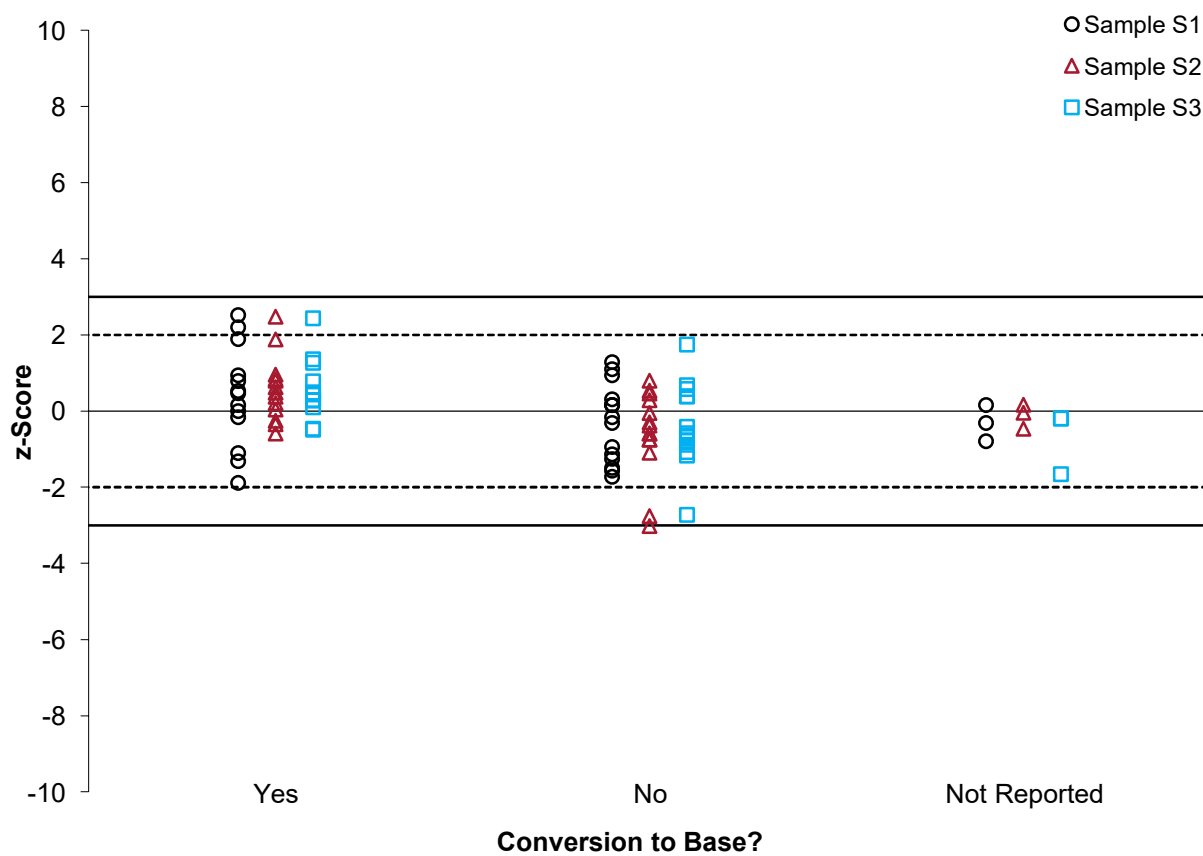 Sample S1
Sample S2
Sample S3
10
8
6
4
2
0
-2
-4
-6
-8
-10
z-Score
Yes No Not Reported
Conversion to Base?